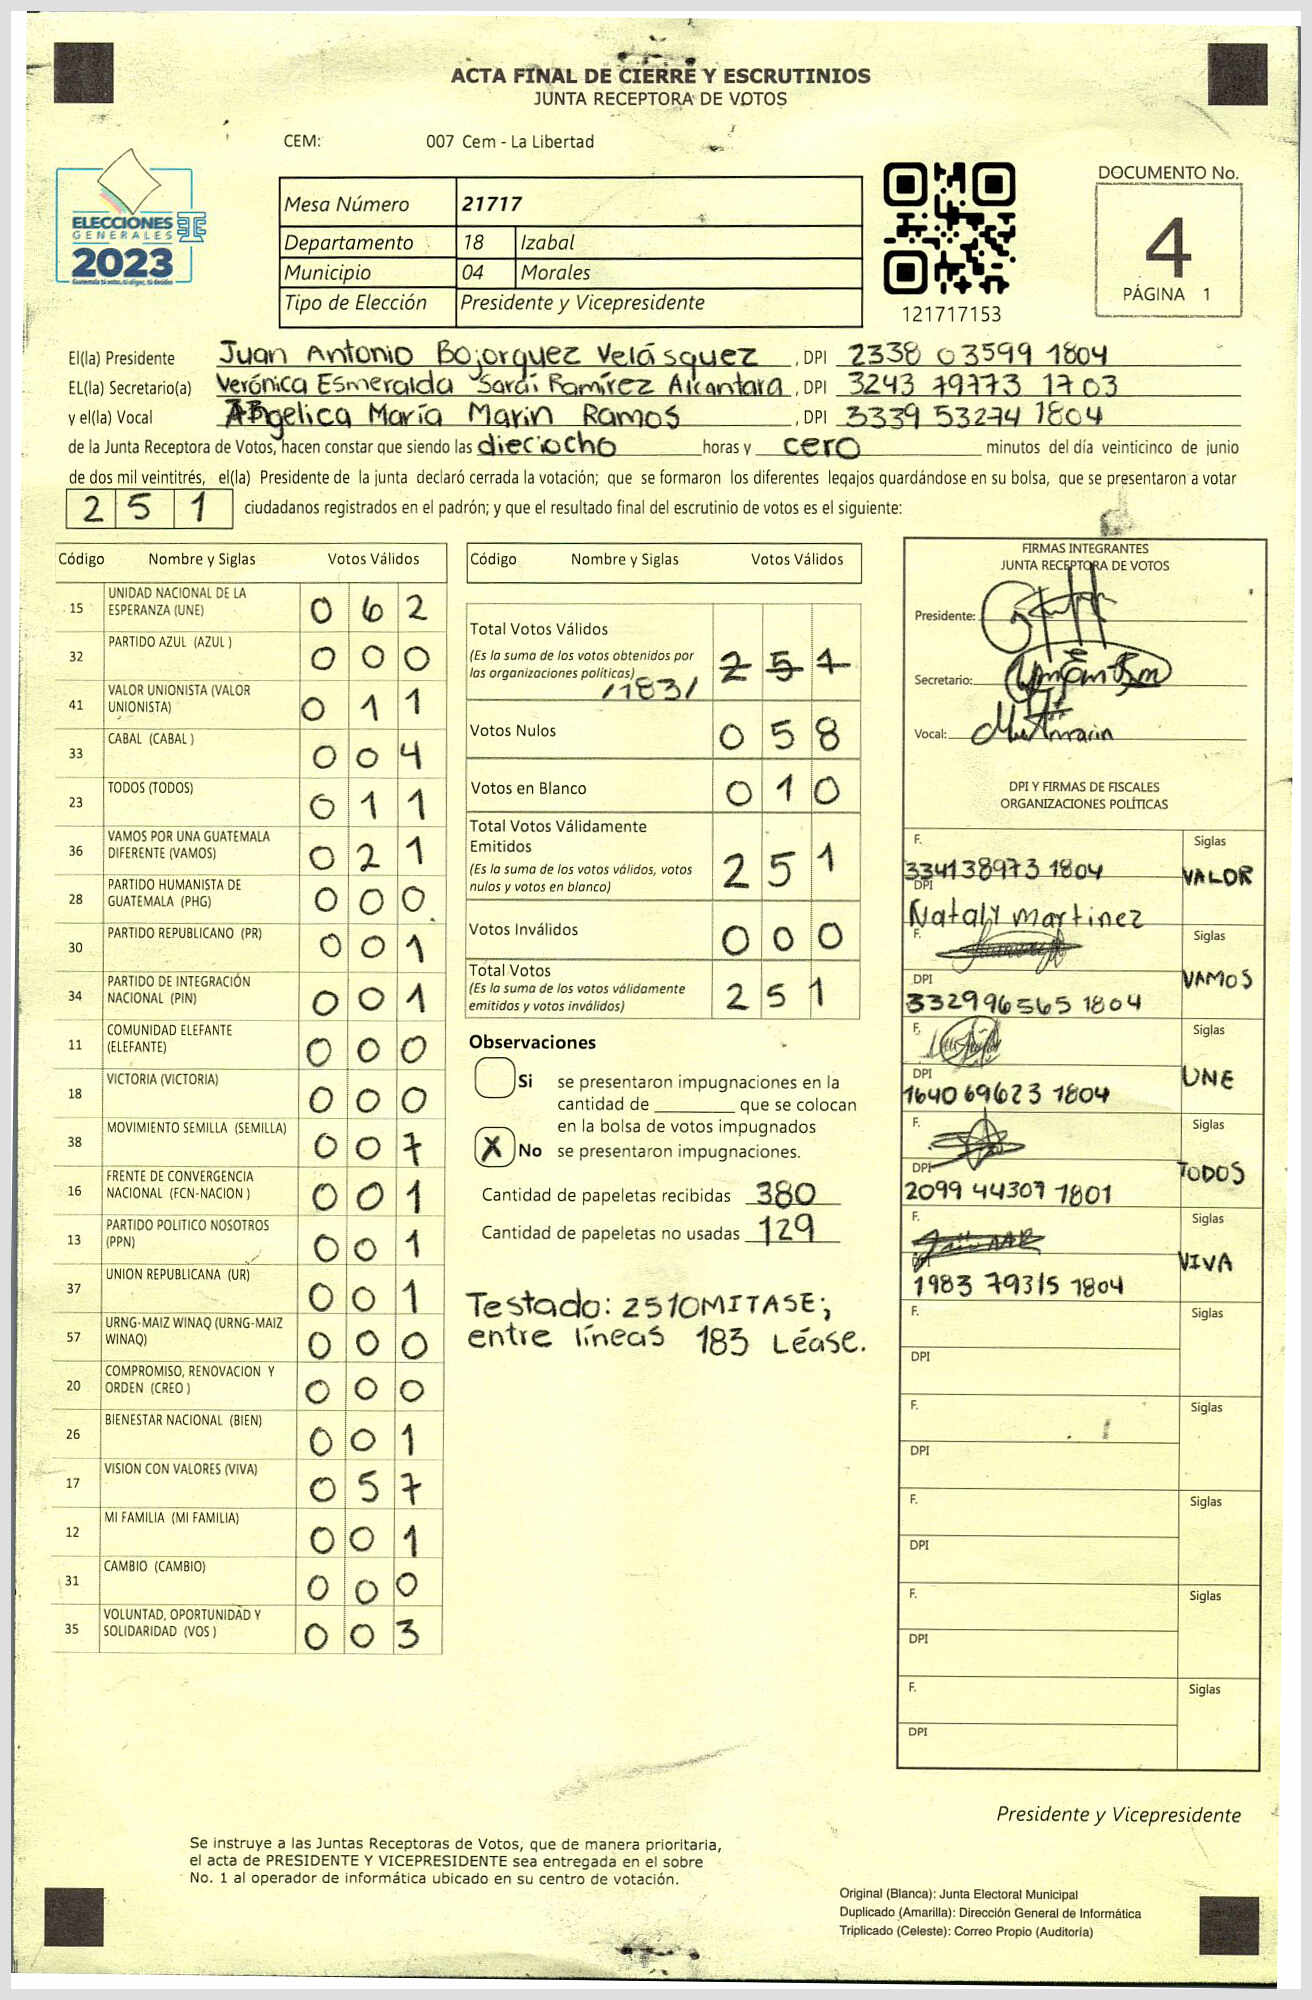 ACTA FINAL DE CIERRE Y ESCRUTINIOS
JUNTA RECEPTORA DE VOTOS
CEM: 007 Cem - La Libertad
ELECCIONES
GENERALES
2023
Mesa Número 21717
Departamento 18 Izabal
Municipio 04 Morales
Tipo de Elección Presidente y Vicepresidente
121717153
DOCUMENTO No.
4
PÁGINA 1
El(la) Presidente Juan Antonio Bojorquez Velásquez , DPI 2338 03599 1804
EL(la) Secretario(a) Verónica Esmeralda Saraí Ramírez Alcantara , DPI 3243 79773 1703
y el(la) Vocal Angelica María Marin Ramos , DPI 3339 53274 1804
de la Junta Receptora de Votos, hacen constar que siendo las dieciocho horas y cero minutos del día veinticinco de junio
de dos mil veintitrés, el(la) Presidente de la junta declaró cerrada la votación; que se formaron los diferentes legajos quardándose en su bolsa, que se presentaron a votar
2 5 1 ciudadanos registrados en el padrón; y que el resultado final del escrutinio de votos es el siguiente:
Código Nombre y Siglas Votos Válidos
15 UNIDAD NACIONAL DE LA
ESPERANZA (UNE) 0 6 2
32 PARTIDO AZUL (AZUL ) 0 0 0
41 VALOR UNIONISTA (VALOR
UNIONISTA) 0 1 1
33 CABAL (CABAL ) 0 0 4
23 TODOS (TODOS) 0 1 1
36 VAMOS POR UNA GUATEMALA
DIFERENTE (VAMOS) 0 2 1
28 PARTIDO HUMANISTA DE
GUATEMALA (PHG) 0 0 0
30 PARTIDO REPUBLICANO (PR) 0 0 1
34 PARTIDO DE INTEGRACIÓN
NACIONAL (PIN) 0 0 1
11 COMUNIDAD ELEFANTE
(ELEFANTE) 0 0 0
18 VICTORIA (VICTORIA) 0 0 0
38 MOVIMIENTO SEMILLA (SEMILLA) 0 0 7
16 FRENTE DE CONVERGENCIA
NACIONAL (FCN-NACION ) 0 0 1
13 PARTIDO POLITICO NOSOTROS
(PPN) 0 0 1
37 UNION REPUBLICANA (UR) 0 0 1
57 URNG-MAIZ WINAQ (URNG-MAIZ
WINAQ) 0 0 0
20 COMPROMISO, RENOVACION Y
ORDEN (CREO ) 0 0 0
26 BIENESTAR NACIONAL (BIEN) 0 0 1
17 VISION CON VALORES (VIVA) 0 5 7
12 MI FAMILIA (MI FAMILIA) 0 0 1
31 CAMBIO (CAMBIO) 0 0 0
35 VOLUNTAD, OPORTUNIDAD Y
SOLIDARIDAD (VOS ) 0 0 3
Código Nombre y Siglas Votos Válidos
Total Votos Válidos
(Es la suma de los votos obtenidos por
las organizaciones políticas) 2 5 1
/183/
Votos Nulos 0 5 8
Votos en Blanco 0 1 0
Total Votos Válidamente
Emitidos
(Es la suma de los votos válidos, votos
nulos y votos en blanco) 2 5 1
Votos Inválidos 0 0 0
Total Votos
(Es la suma de los votos válidamente
emitidos y votos inválidos) 2 5 1
Observaciones
Si se presentaron impugnaciones en la
cantidad de ________ que se colocan
en la bolsa de votos impugnados
X No se presentaron impugnaciones.
Cantidad de papeletas recibidas 380
Cantidad de papeletas no usadas 129
Testado: 251 OMITASE;
entre líneas 183 Léase.
FIRMAS INTEGRANTES
JUNTA RECEPTORA DE VOTOS
Presidente:
Secretario:
Vocal:
DPI Y FIRMAS DE FISCALES
ORGANIZACIONES POLÍTICAS
F. Siglas
334138973 1804 VALOR
DPI
Nataly Martinez
F. Siglas
DPI VAMOS
332996565 1804
F. Siglas
DPI UNE
1640 69623 1804
F. Siglas
DPI TODOS
2099 44307 1801
F. Siglas
DPI VIVA
1983 79315 1804
F. Siglas
DPI
F. Siglas
DPI
F. Siglas
DPI
F. Siglas
DPI
F. Siglas
DPI
Presidente y Vicepresidente
Se instruye a las Juntas Receptoras de Votos, que de manera prioritaria,
el acta de PRESIDENTE Y VICEPRESIDENTE sea entregada en el sobre
No. 1 al operador de informática ubicado en su centro de votación.
Original (Blanca): Junta Electoral Municipal
Duplicado (Amarilla): Dirección General de Informática
Triplicado (Celeste): Correo Propio (Auditoría)